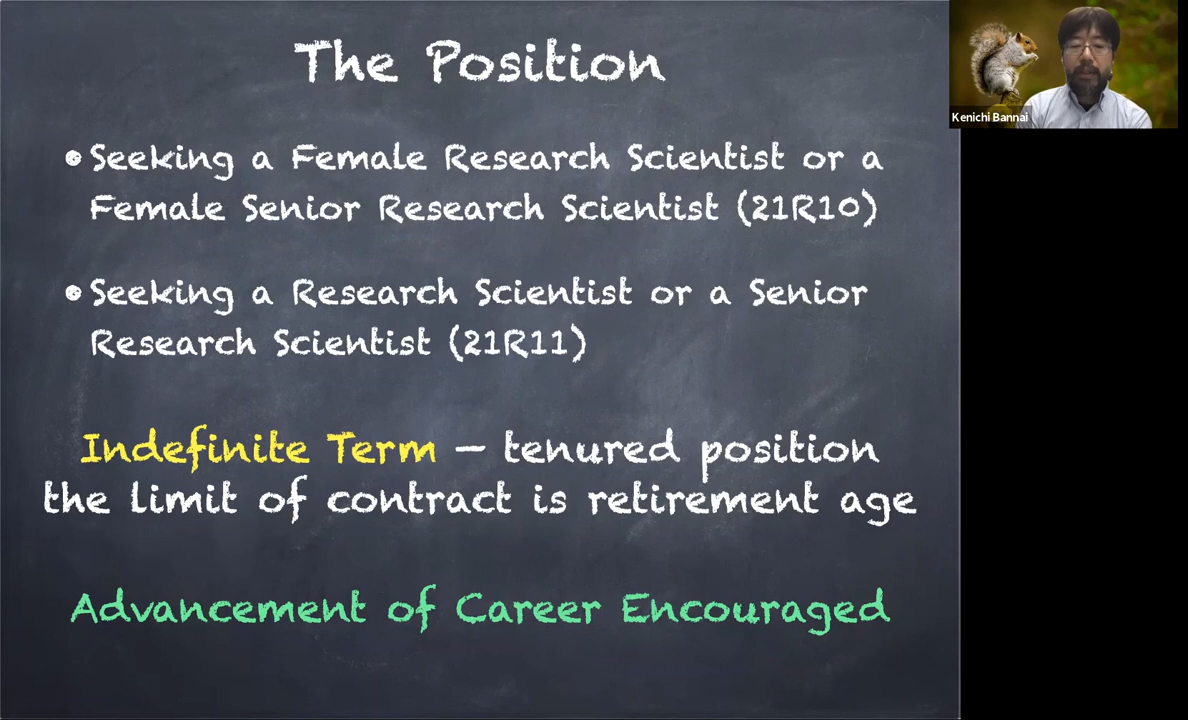 The Position
• Seeking a Female Research Scientist or a
Female Senior Research Scientist (21R10)
• Seeking a Research Scientist or a Senior
Research Scientist (21R11)
Indefinite Term – tenured position
the limit of contract is retirement age
Advancement of Career Encouraged
Kenichi Bannai